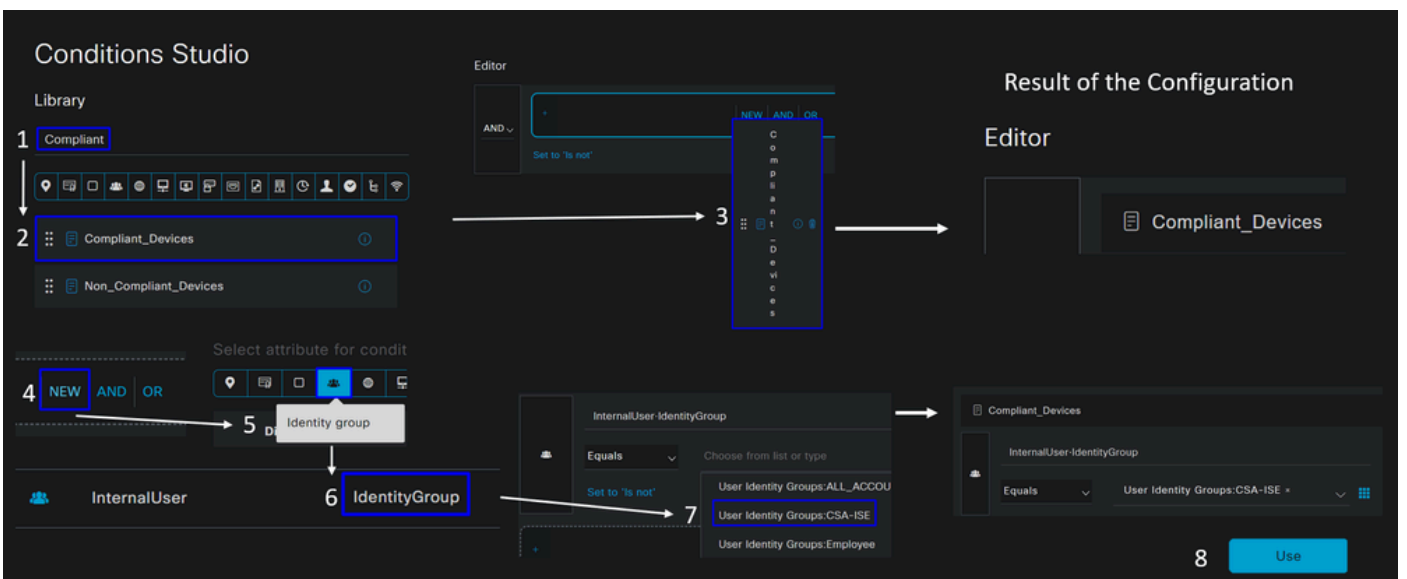 Conditions Studio
Library
1 Compliant
2 Compliant_Devices
Non_Compliant_Devices
Editor
AND
NEW AND OR
Set to 'Is not'
3 Compliant_Devices
Result of the Configuration
Editor
Compliant_Devices
4 NEW AND OR
Select attribute for condit
5 Di
Identity group
InternalUser 6 IdentityGroup
InternalUser·IdentityGroup
Equals Choose from list or type
Set to 'Is not'
User Identity Groups:ALL_ACCOU
7 User Identity Groups:CSA-ISE
User Identity Groups:Employee
Compliant_Devices
InternalUser·IdentityGroup
Equals User Identity Groups:CSA-ISE ×
8 Use